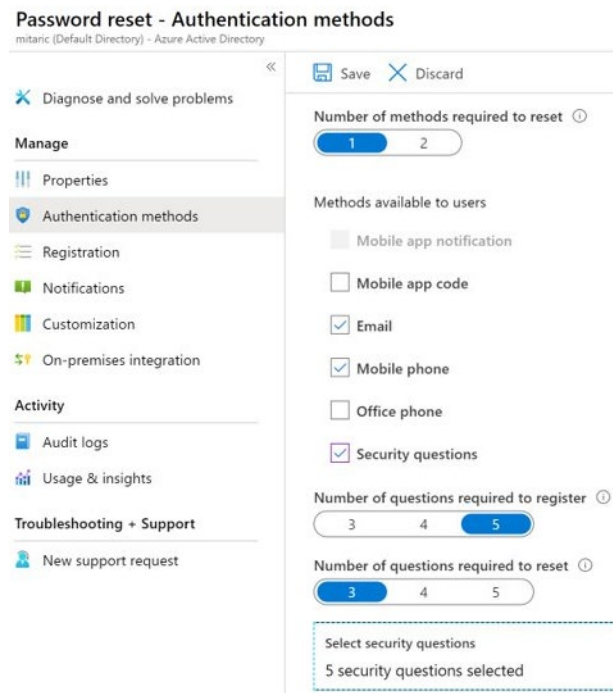 Password reset - Authentication methods
mitaric (Default Directory) - Azure Active Directory
«
Diagnose and solve problems
Manage
Properties
Authentication methods
Registration
Notifications
Customization
On-premises integration
Activity
Audit logs
Usage & insights
Troubleshooting + Support
New support request
Save Discard
Number of methods required to reset
1 2
Methods available to users
Mobile app notification
Mobile app code
Email
Mobile phone
Office phone
Security questions
Number of questions required to register
3 4 5
Number of questions required to reset
3 4 5
Select security questions
5 security questions selected